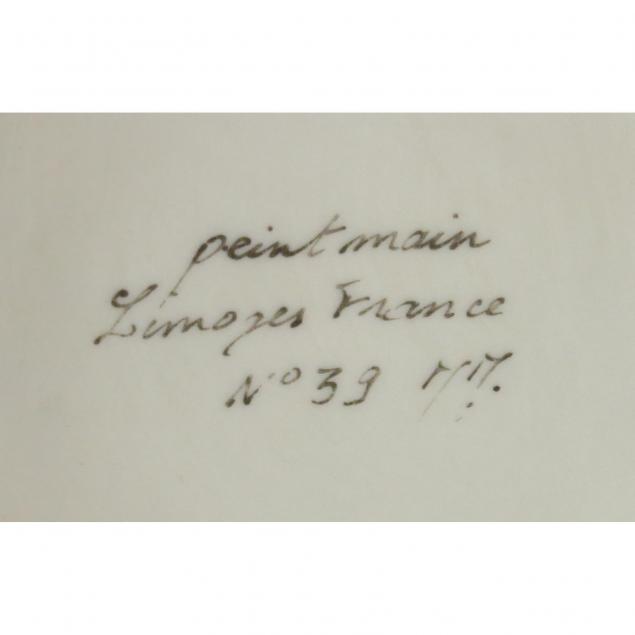 peint main
Limoges France
N° 39